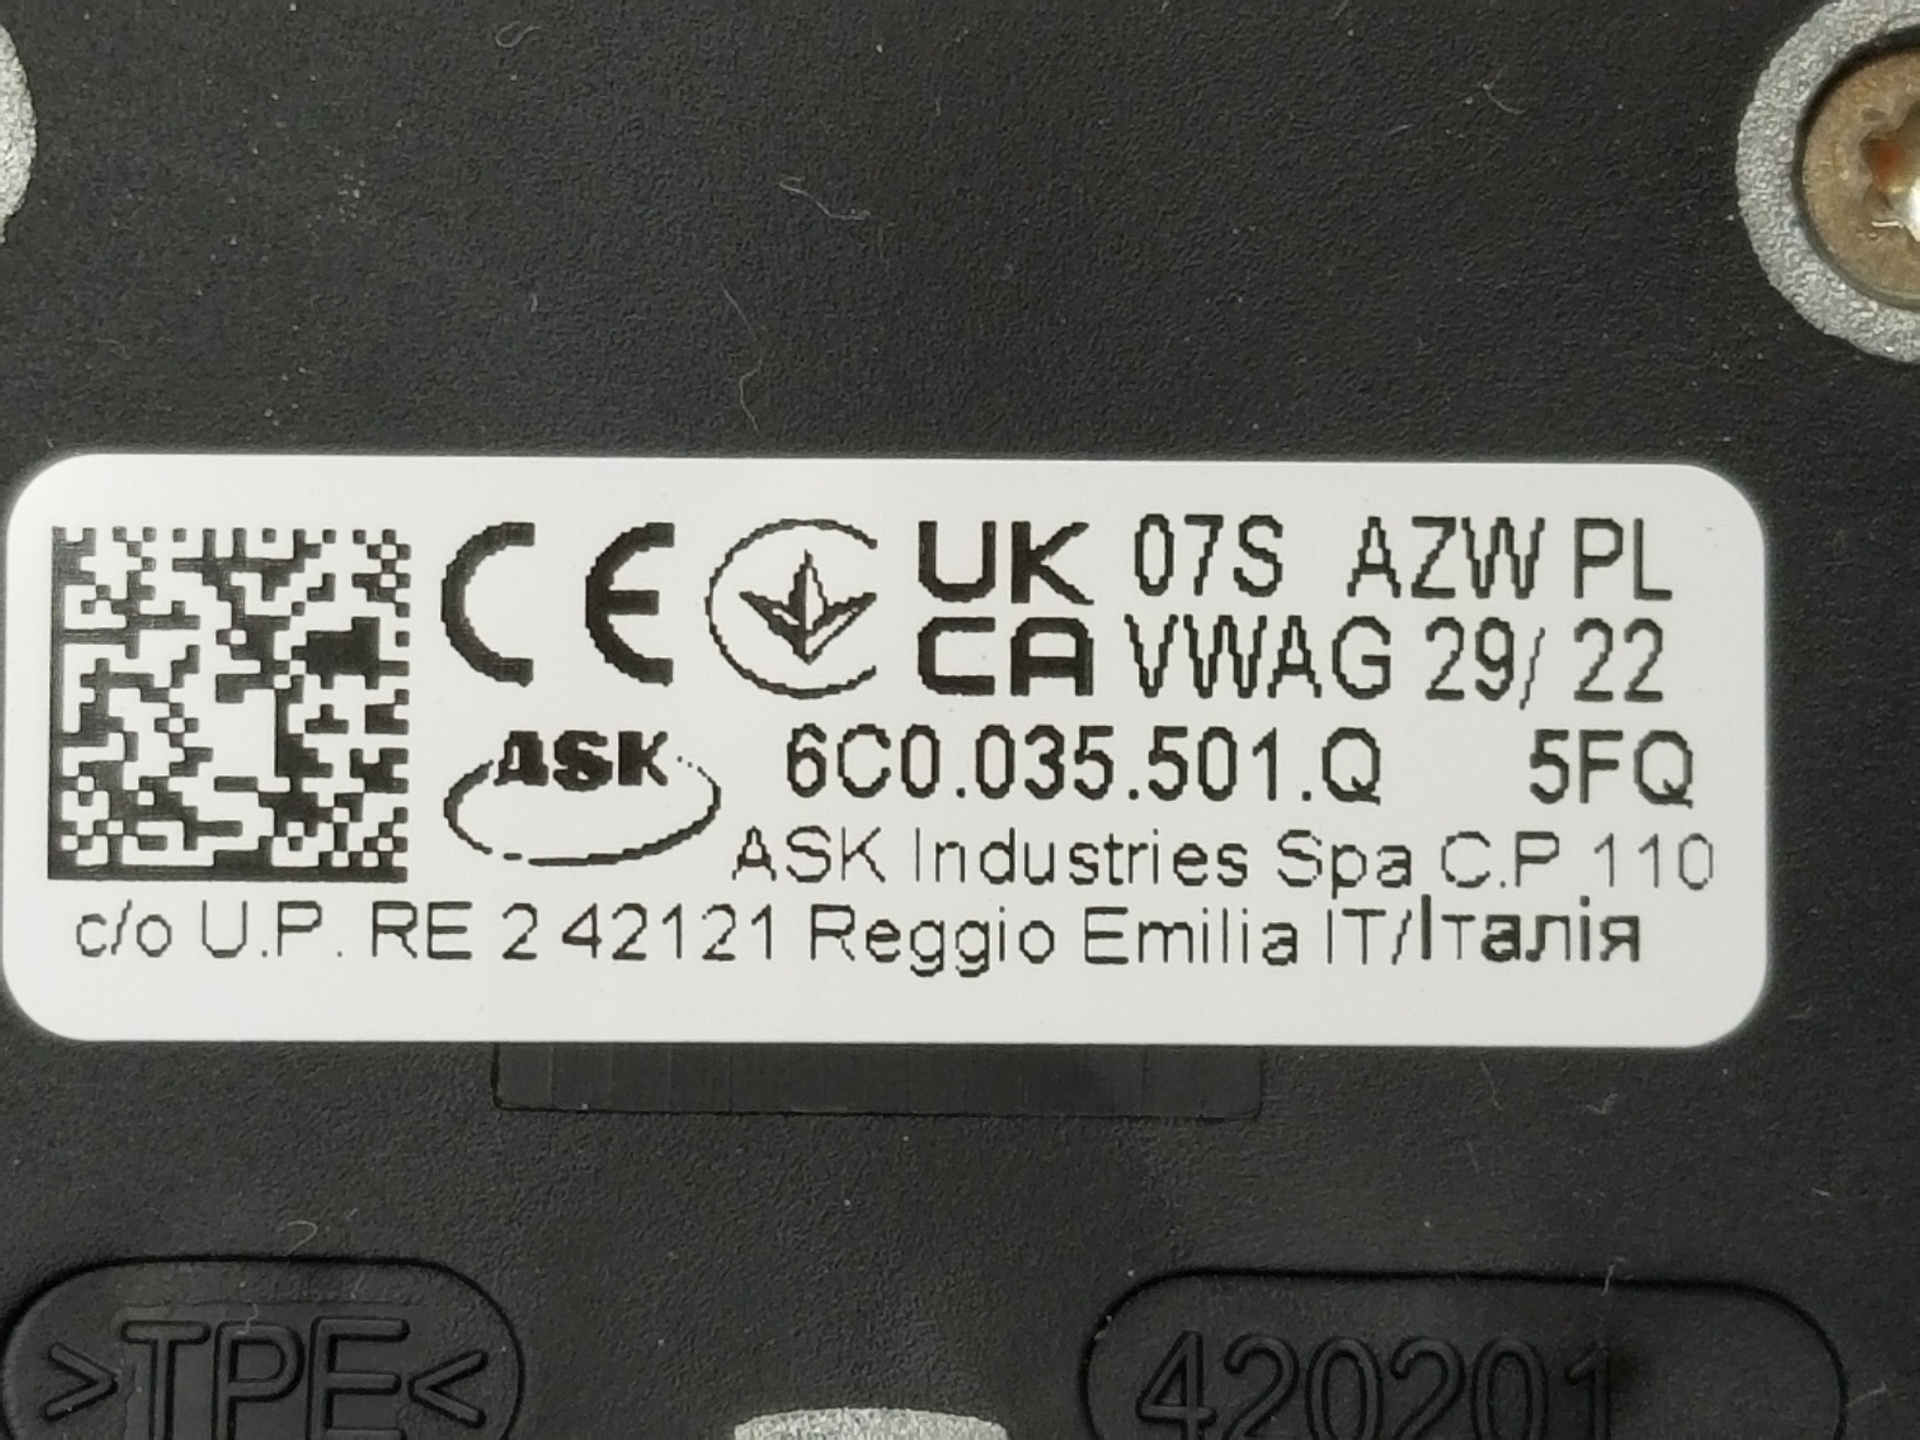 CE UK CA 07S AZW PL
VWAG 29/ 22
ASK 6C0.035.501.Q 5FQ
ASK Industries Spa C.P 110
c/o U.P. RE 2 42121 Reggio Emilia IT/Італія
>TPE<
420201